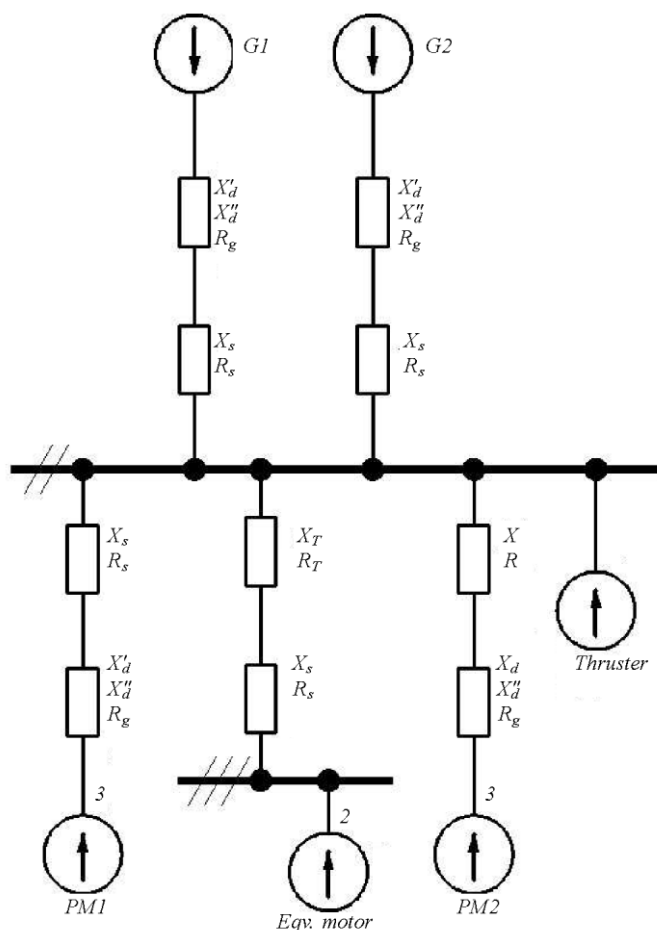 G1
G2
X'd
X''d
Rg
X'd
X''d
Rg
Xs
Rs
Xs
Rs
Xs
Rs
XT
RT
X
R
X'd
X''d
Rg
Xs
Rs
Xd
X''d
Rg
Thruster
3
2
3
PM1
Eqv. motor
PM2